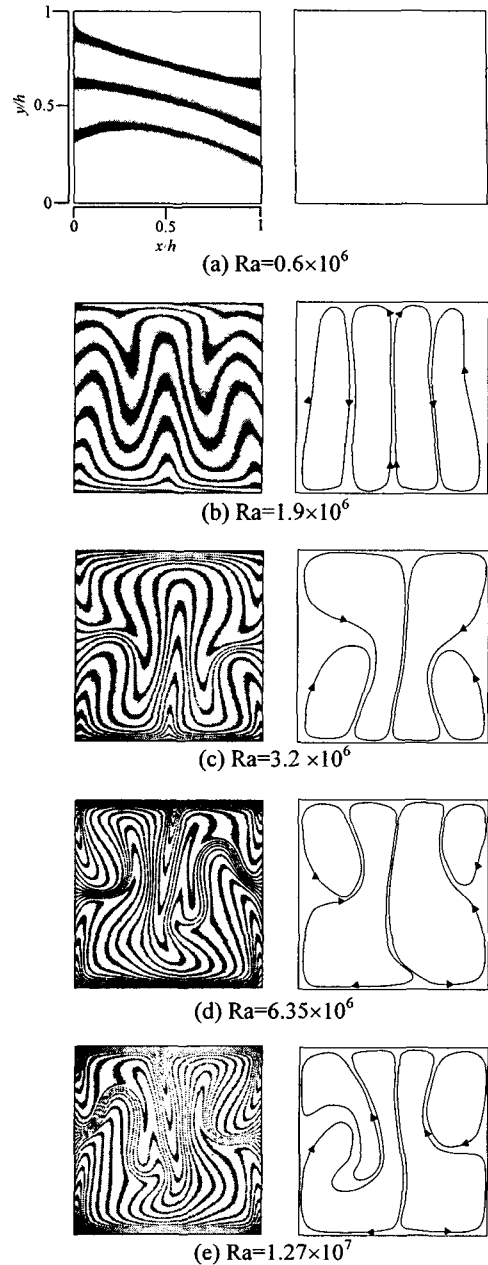 1
y/h
0.5
0
0
0.5
1
x/h
(a) Ra=0.6×10⁶
(b) Ra=1.9×10⁶
(c) Ra=3.2 ×10⁶
(d) Ra=6.35×10⁶
(e) Ra=1.27×10⁷